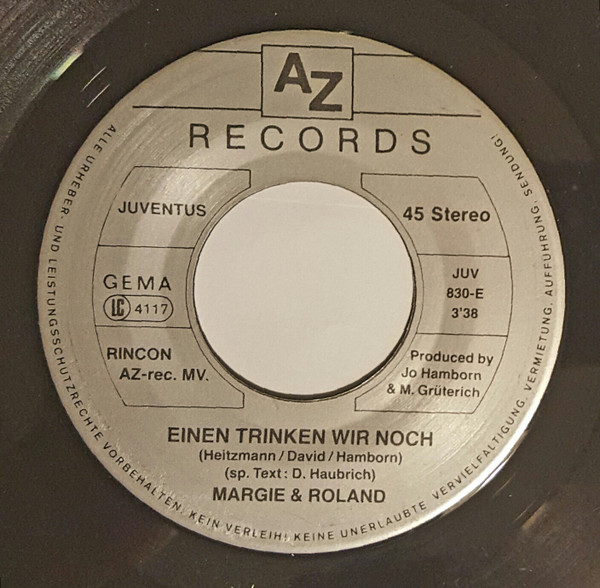 AZ
RECORDS
JUVENTUS
45 Stereo
GEMA
LC 4117
JUV
830-E
3'38
RINCON
AZ-rec. MV.
Produced by
Jo Hamborn
& M. Grüterich
EINEN TRINKEN WIR NOCH
(Heitzmann / David / Hamborn)
(sp. Text: D. Haubrich)
MARGIE & ROLAND
ALLE URHEBER- UND LEISTUNGSSCHUTZRECHTE VORBEHALTEN. KEIN VERLEIH! KEINE UNERLAUBTE VERVIELFÄLTIGUNG, VERMIETUNG, AUFFÜHRUNG, SENDUNG!